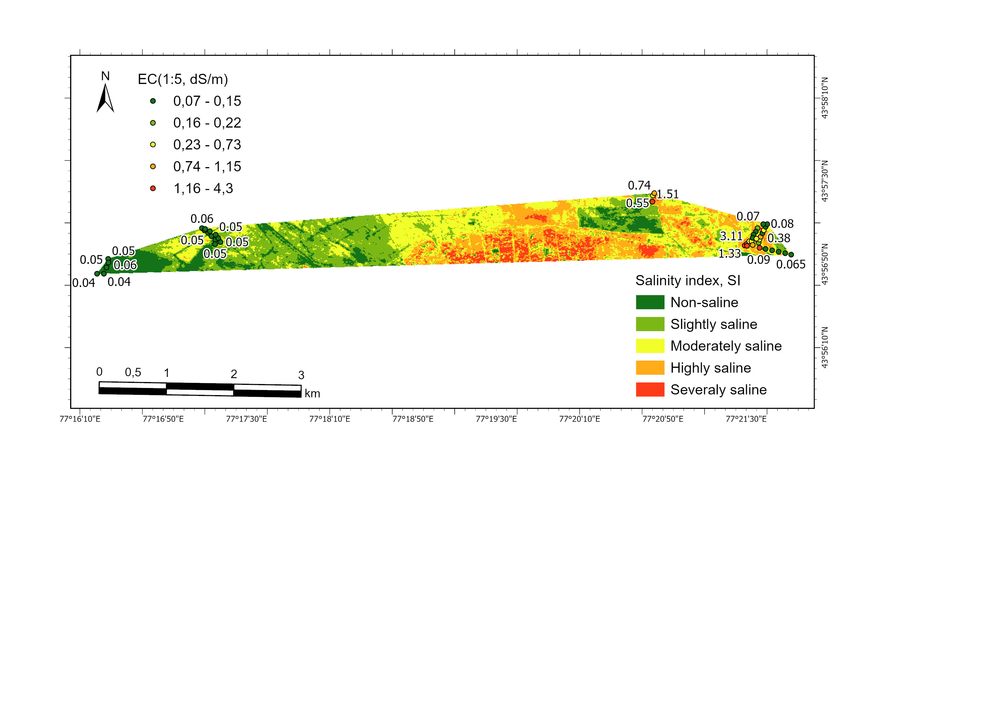 N
EC(1:5, dS/m)
0,07 - 0,15
0,16 - 0,22
0,23 - 0,73
0,74 - 1,15
1,16 - 4,3
43°58'10"N
43°57'30"N
43°56'50"N
43°56'10"N
0.74
1.51
0.55
0.06
0.05
0.05
0.05
0.05
0.07
0.08
3.11
0.38
1.33
0.09
0.065
0.05
0.05
0.06
0.04
0.04
Salinity index, SI
Non-saline
Slightly saline
Moderately saline
Highly saline
Severaly saline
0 0,5 1 2 3
km
77°16'10"E 77°16'50"E 77°17'30"E 77°18'10"E 77°18'50"E 77°19'30"E 77°20'10"E 77°20'50"E 77°21'30"E